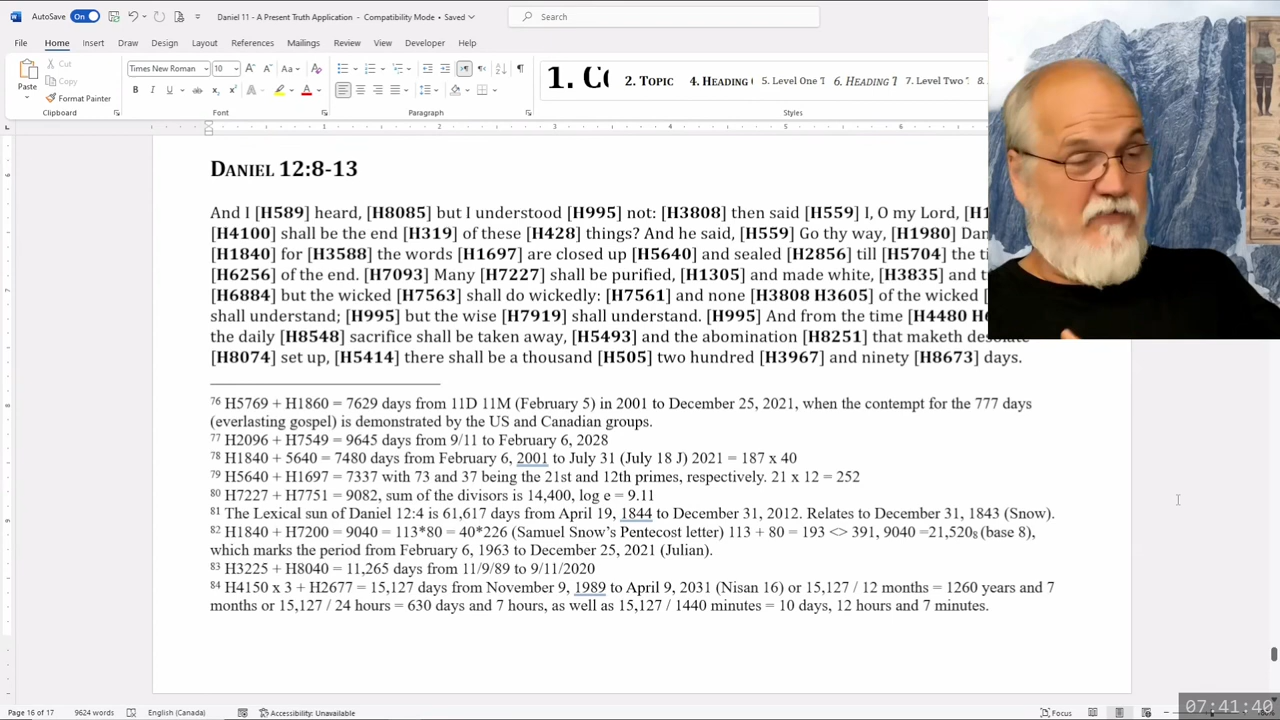 AutoSave On Daniel 11 - A Present Truth Application - Compatibility Mode • Saved Search
File Home Insert Draw Design Layout References Mailings Review View Developer Help
Paste Cut Copy Format Painter Times New Roman 10 1. Co 2. Topic 4. Heading 5. Level One T 6. Heading T 7. Level Two 8.
Clipboard Font Paragraph Styles
Daniel 12:8-13
And I [H589] heard, [H8085] but I understood [H995] not: [H3808] then said [H559] I, O my Lord, [H1
[H4100] shall be the end [H319] of these [H428] things? And he said, [H559] Go thy way, [H1980] Dan
[H1840] for [H3588] the words [H1697] are closed up [H5640] and sealed [H2856] till [H5704] the ti
[H6256] of the end. [H7093] Many [H7227] shall be purified, [H1305] and made white, [H3835] and t
[H6884] but the wicked [H7563] shall do wickedly: [H7561] and none [H3808 H3605] of the wicked
shall understand; [H995] but the wise [H7919] shall understand. [H995] And from the time [H4480 H6
the daily [H8548] sacrifice shall be taken away, [H5493] and the abomination [H8251] that maketh desolate
[H8074] set up, [H5414] there shall be a thousand [H505] two hundred [H3967] and ninety [H8673] days.
76 H5769 + H1860 = 7629 days from 11D 11M (February 5) in 2001 to December 25, 2021, when the contempt for the 777 days
(everlasting gospel) is demonstrated by the US and Canadian groups.
77 H2096 + H7549 = 9645 days from 9/11 to February 6, 2028
78 H1840 + 5640 = 7480 days from February 6, 2001 to July 31 (July 18 J) 2021 = 187 x 40
79 H5640 + H1697 = 7337 with 73 and 37 being the 21st and 12th primes, respectively. 21 x 12 = 252
80 H7227 + H7751 = 9082, sum of the divisors is 14,400, log e = 9.11
81 The Lexical sun of Daniel 12:4 is 61,617 days from April 19, 1844 to December 31, 2012. Relates to December 31, 1843 (Snow).
82 H1840 + H7200 = 9040 = 113*80 = 40*226 (Samuel Snow's Pentecost letter) 113 + 80 = 193 <> 391, 9040 =21,520₈ (base 8),
which marks the period from February 6, 1963 to December 25, 2021 (Julian).
83 H3225 + H8040 = 11,265 days from 11/9/89 to 9/11/2020
84 H4150 x 3 + H2677 = 15,127 days from November 9, 1989 to April 9, 2031 (Nisan 16) or 15,127 / 12 months = 1260 years and 7
months or 15,127 / 24 hours = 630 days and 7 hours, as well as 15,127 / 1440 minutes = 10 days, 12 hours and 7 minutes.
Page 16 of 17 9624 words English (Canada) Accessibility: Unavailable Focus
07:41:40